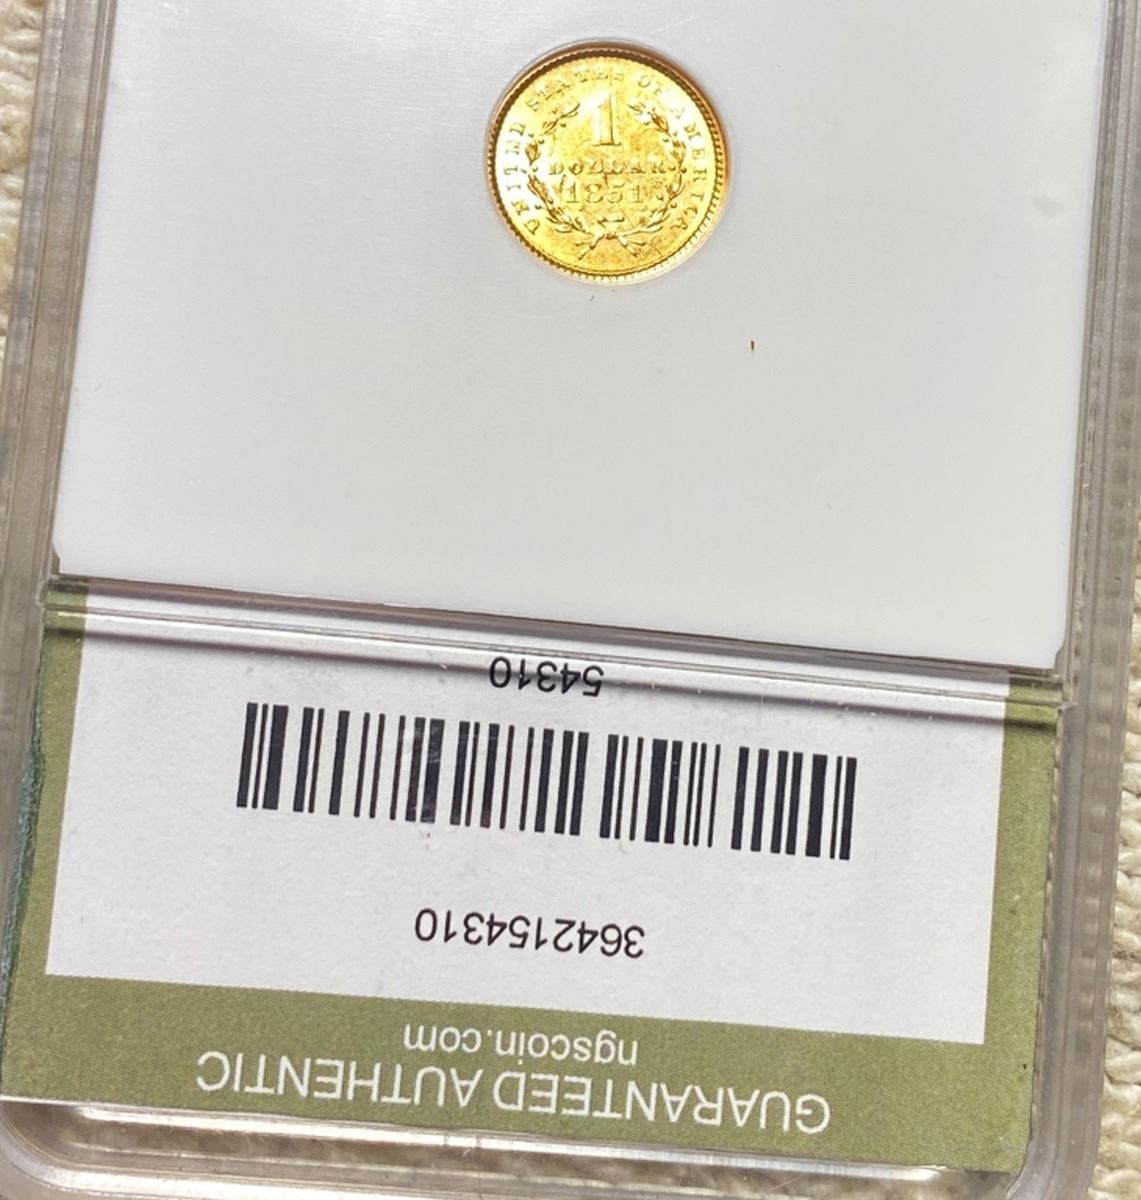 UNITED STATES OF AMERICA
1
DOLLAR
1851
GUARANTEED AUTHENTIC
ngscoin.com
3642154310
54310